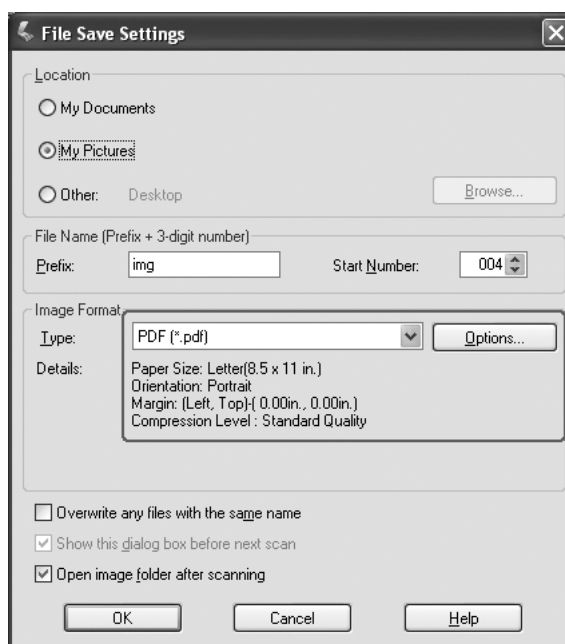 File Save Settings
Location
My Documents
My Pictures
Other: Desktop Browse...
File Name (Prefix + 3-digit number)
Prefix: img Start Number: 004
Image Format
Type: PDF (*.pdf) Options...
Details: Paper Size: Letter(8.5 x 11 in.)
Orientation: Portrait
Margin: (Left, Top)-( 0.00in., 0.00in.)
Compression Level : Standard Quality
Overwrite any files with the same name
Show this dialog box before next scan
Open image folder after scanning
OK Cancel Help